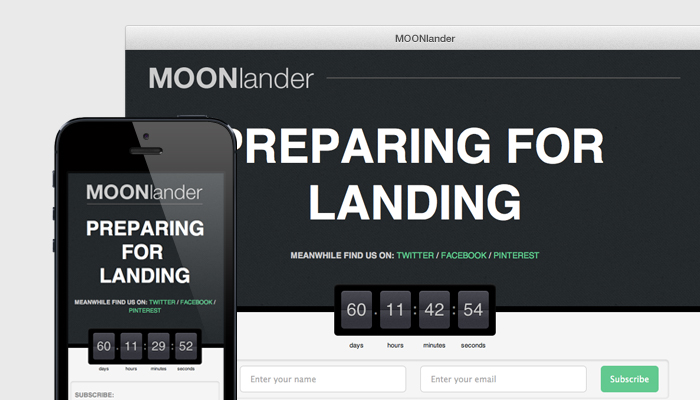 MOONlander
MOONlander
PREPARING FOR
LANDING
MEANWHILE FIND US ON: TWITTER / FACEBOOK / PINTEREST
60 . 11 : 42 : 54
days hours minutes seconds
Enter your name
Enter your email
Subscribe
MOONlander
PREPARING
FOR
LANDING
MEANWHILE FIND US ON: TWITTER / FACEBOOK /
PINTEREST
60 . 11 : 29 : 52
days hours minutes seconds
SUBSCRIBE: